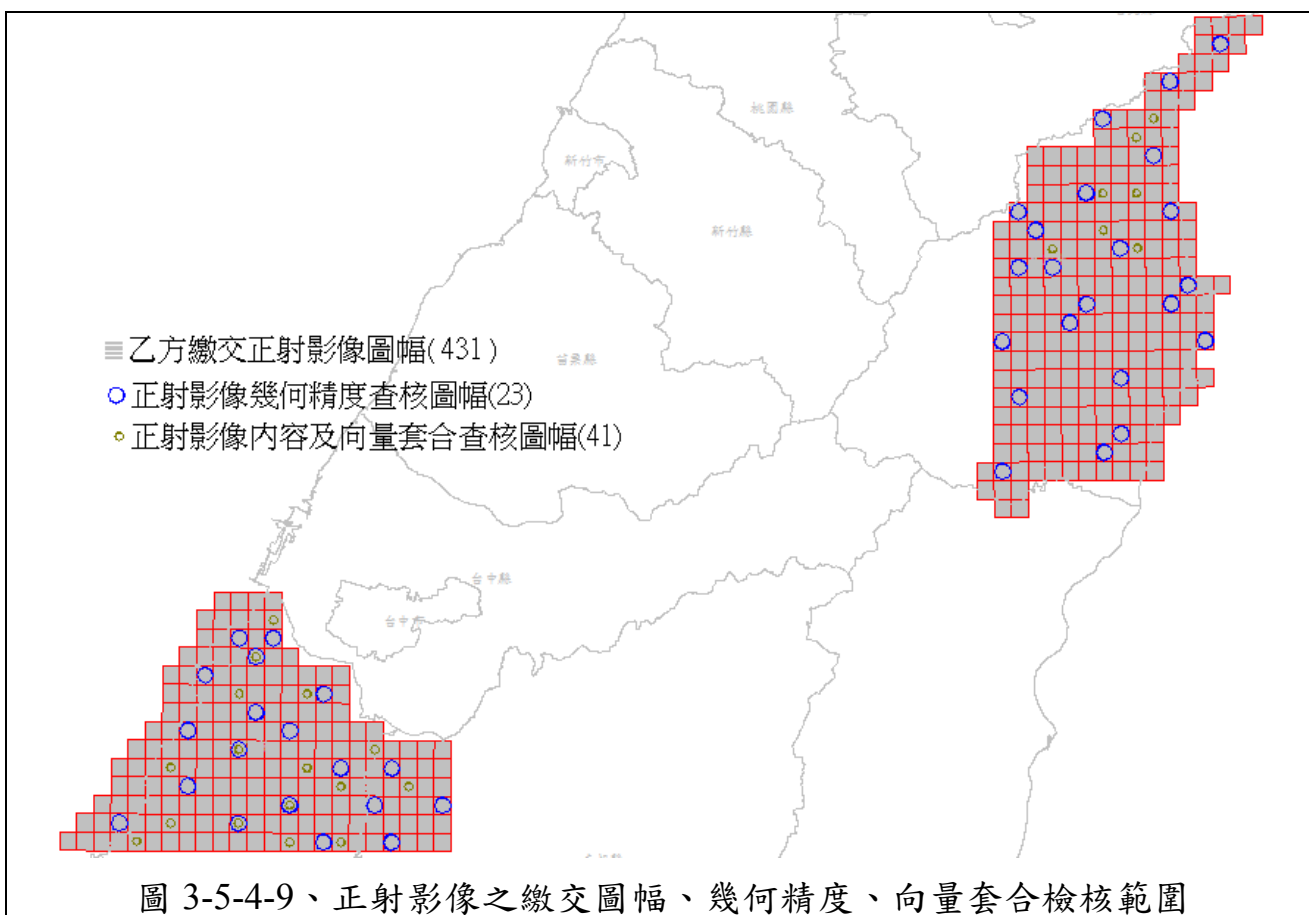 桃園縣
新竹市
新竹縣
乙方繳交正射影像圖幅(431)
苗栗縣
正射影像幾何精度查核圖幅(23)
正射影像內容及向量套合查核圖幅(41)
台中縣
台中市
圖 3-5-4-9、正射影像之繳交圖幅、幾何精度、向量套合檢核範圍